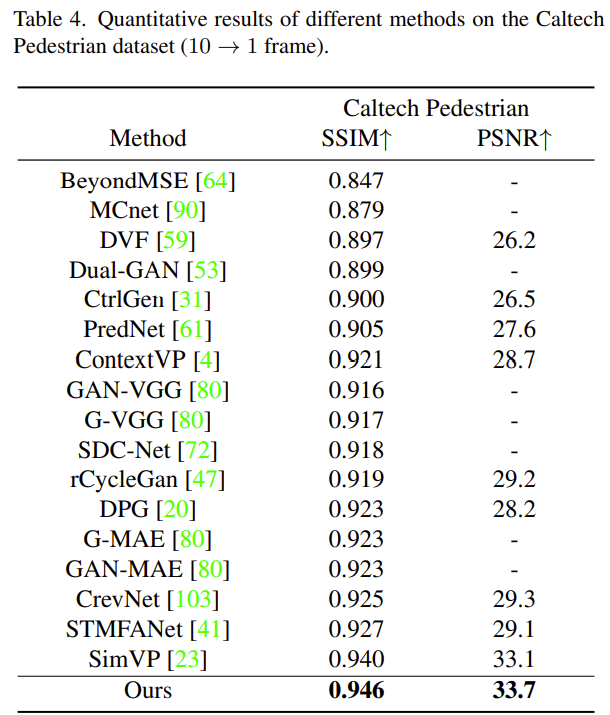 Table 4. Quantitative results of different methods on the Caltech
Pedestrian dataset (10 → 1 frame).
Caltech Pedestrian
Method SSIM↑ PSNR↑
BeyondMSE [64] 0.847 -
MCnet [90] 0.879 -
DVF [59] 0.897 26.2
Dual-GAN [53] 0.899 -
CtrlGen [31] 0.900 26.5
PredNet [61] 0.905 27.6
ContextVP [4] 0.921 28.7
GAN-VGG [80] 0.916 -
G-VGG [80] 0.917 -
SDC-Net [72] 0.918 -
rCycleGan [47] 0.919 29.2
DPG [20] 0.923 28.2
G-MAE [80] 0.923 -
GAN-MAE [80] 0.923 -
CrevNet [103] 0.925 29.3
STMFANet [41] 0.927 29.1
SimVP [23] 0.940 33.1
Ours 0.946 33.7